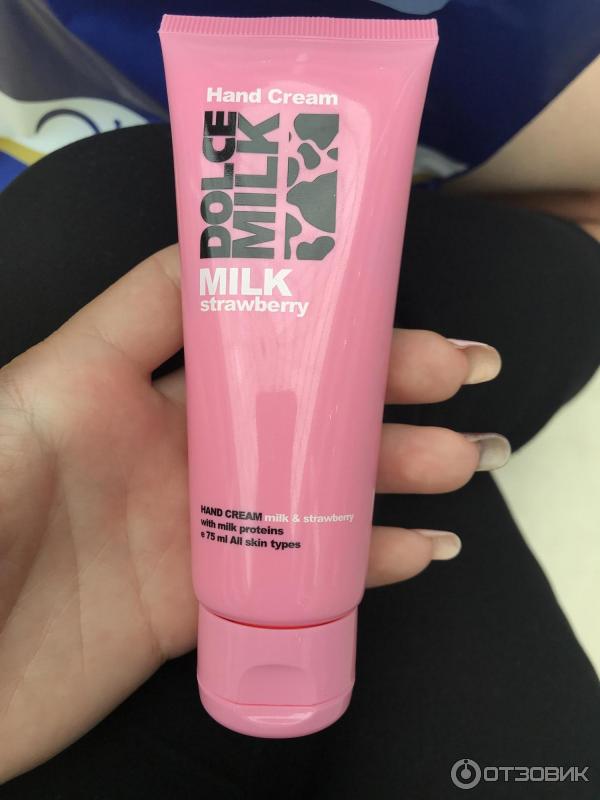 Hand Cream
DOLCE
MILK
MILK
strawberry
HAND CREAM milk & strawberry
with milk proteins
e 75 ml All skin types
ОТЗОВИК